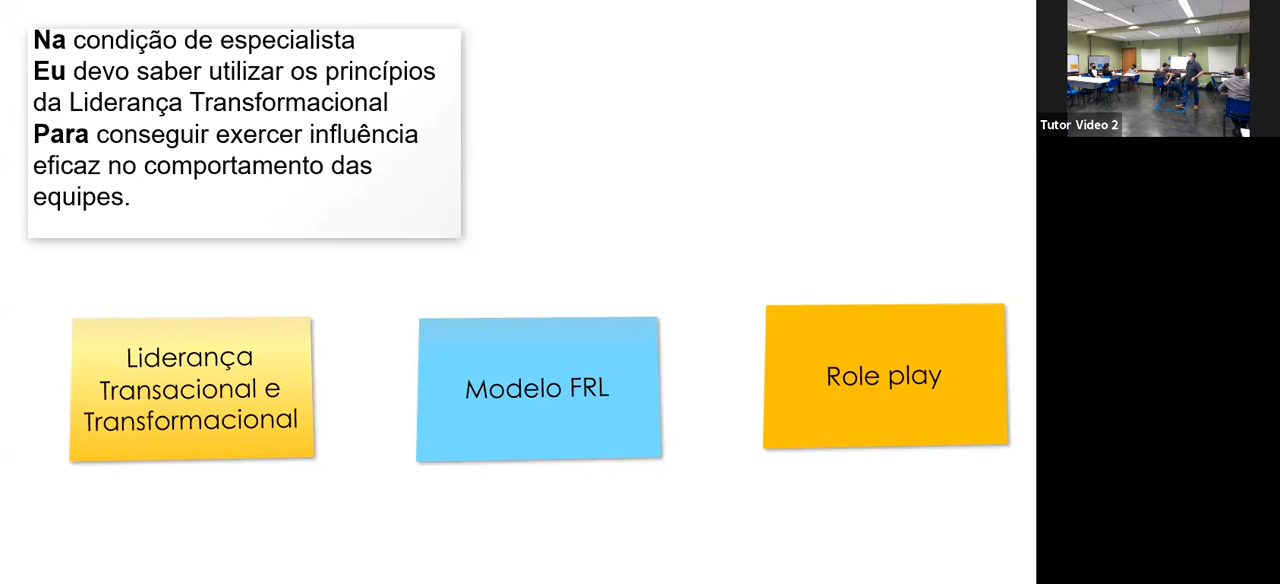 Na condição de especialista
Eu devo saber utilizar os princípios
da Liderança Transformacional
Para conseguir exercer influência
eficaz no comportamento das
equipes.
Liderança
Transacional e
Transformacional
Modelo FRL
Role play
Tutor Video 2